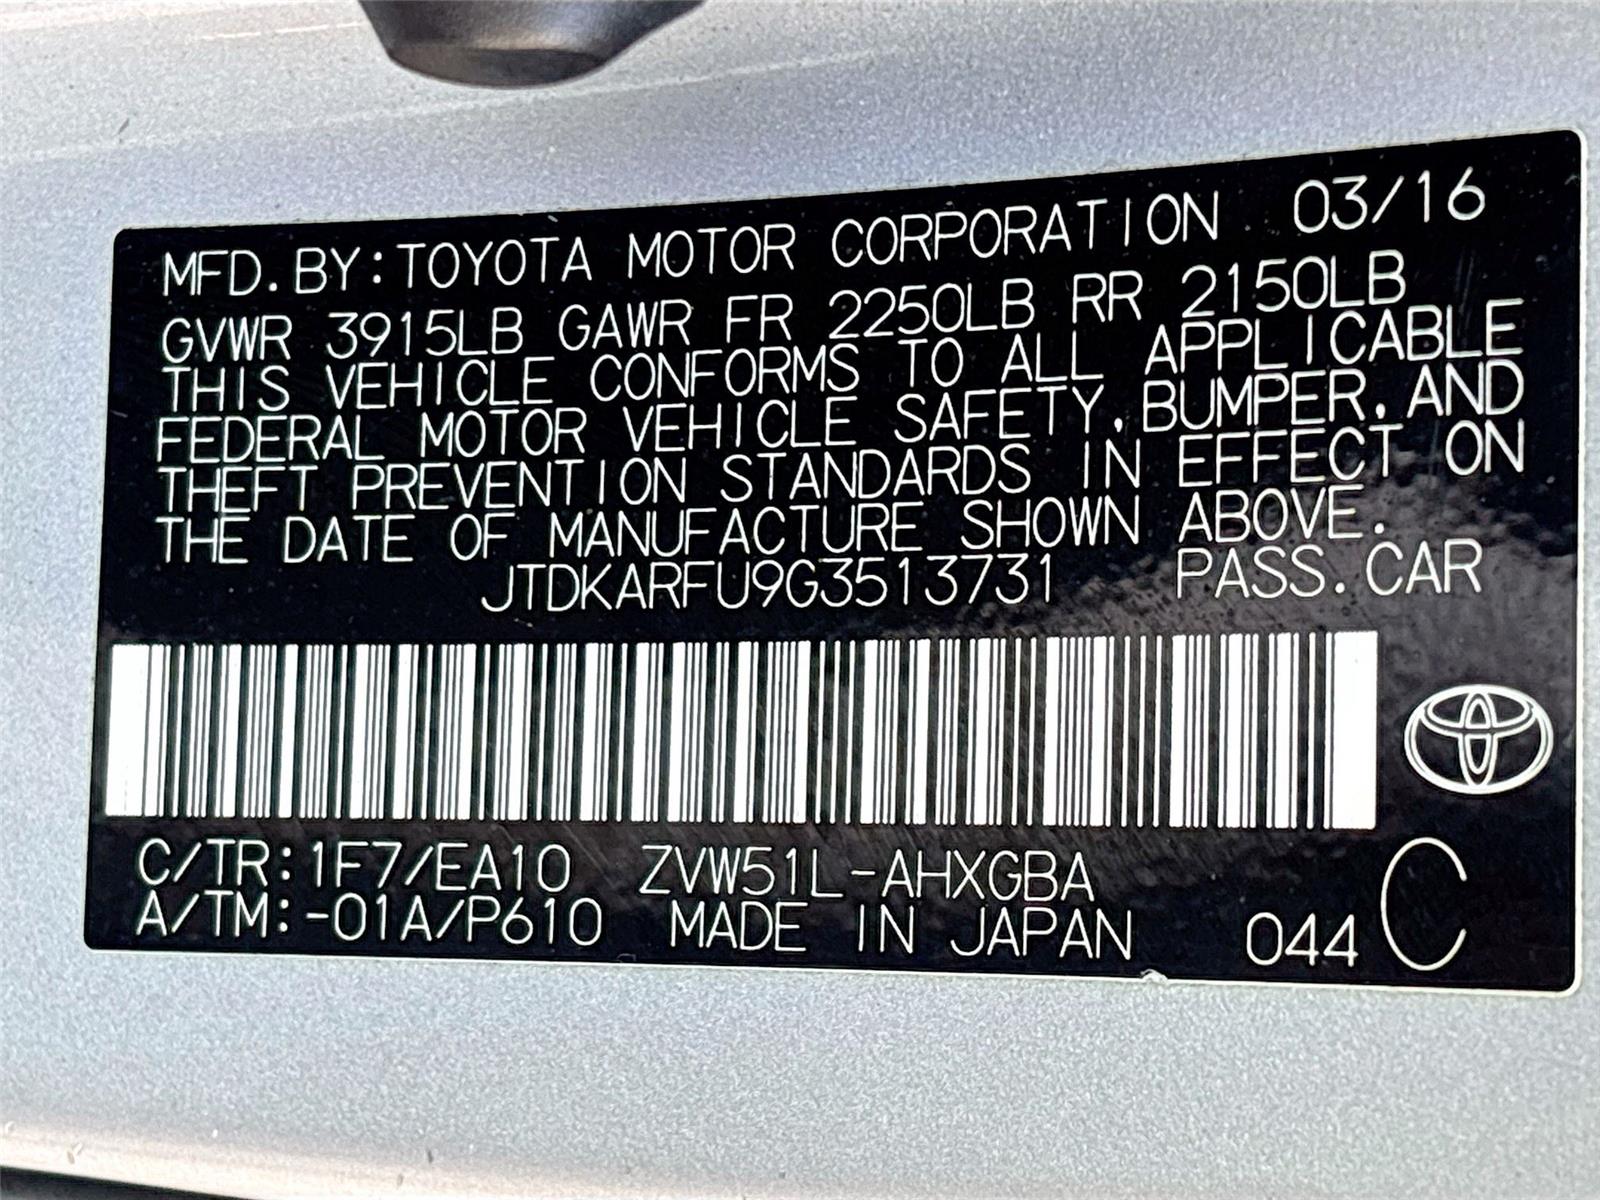 MFD.BY:TOYOTA MOTOR CORPORATION 03/16
GVWR 3915LB GAWR FR 2250LB RR 2150LB
THIS VEHICLE CONFORMS TO ALL APPLICABLE
FEDERAL MOTOR VEHICLE SAFETY,BUMPER,AND
THEFT PREVENTION STANDARDS IN EFFECT ON
THE DATE OF MANUFACTURE SHOWN ABOVE.
JTDKARFU9G3513731 PASS.CAR
C/TR:1F7/EA10 ZVW51L-AHXGBA
A/TM:-01A/P610 MADE IN JAPAN 044 C